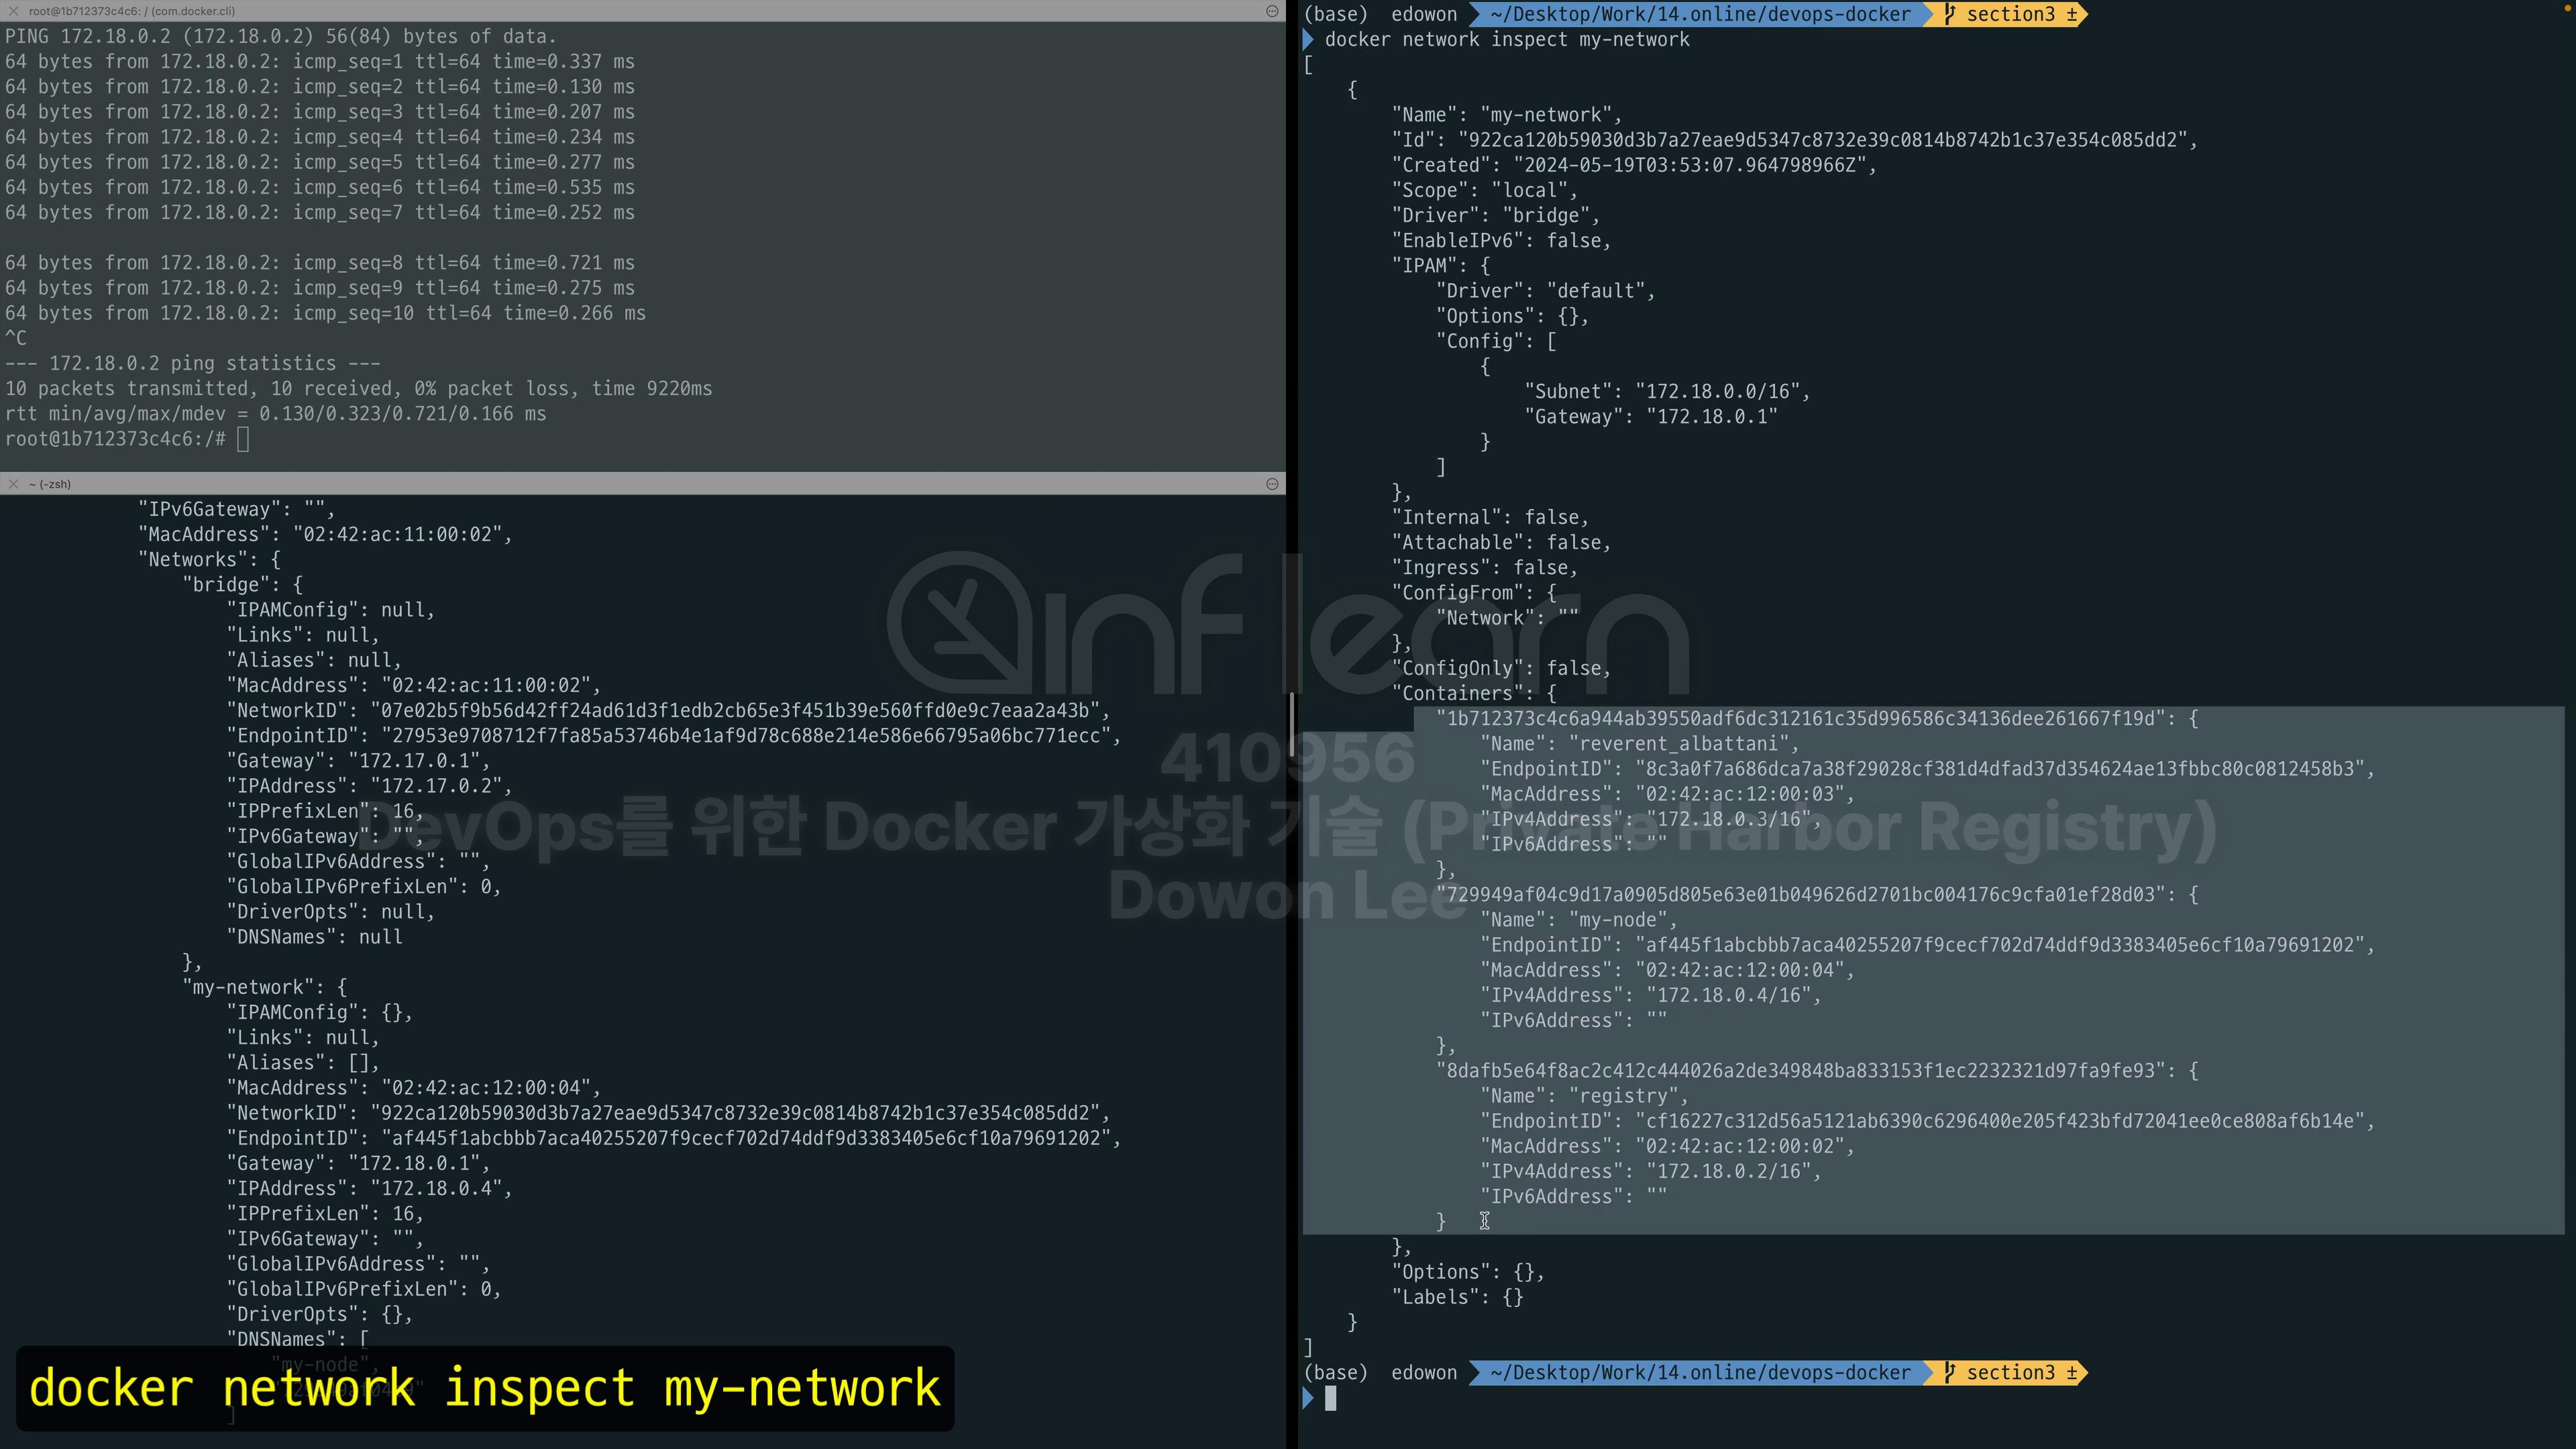 root@1b712373c4c6: / (com.docker.cli)
PING 172.18.0.2 (172.18.0.2) 56(84) bytes of data.
64 bytes from 172.18.0.2: icmp_seq=1 ttl=64 time=0.337 ms
64 bytes from 172.18.0.2: icmp_seq=2 ttl=64 time=0.130 ms
64 bytes from 172.18.0.2: icmp_seq=3 ttl=64 time=0.207 ms
64 bytes from 172.18.0.2: icmp_seq=4 ttl=64 time=0.234 ms
64 bytes from 172.18.0.2: icmp_seq=5 ttl=64 time=0.277 ms
64 bytes from 172.18.0.2: icmp_seq=6 ttl=64 time=0.535 ms
64 bytes from 172.18.0.2: icmp_seq=7 ttl=64 time=0.252 ms
64 bytes from 172.18.0.2: icmp_seq=8 ttl=64 time=0.721 ms
64 bytes from 172.18.0.2: icmp_seq=9 ttl=64 time=0.275 ms
64 bytes from 172.18.0.2: icmp_seq=10 ttl=64 time=0.266 ms
^C
--- 172.18.0.2 ping statistics ---
10 packets transmitted, 10 received, 0% packet loss, time 9220ms
rtt min/avg/max/mdev = 0.130/0.323/0.721/0.166 ms
root@1b712373c4c6:/#
~ (-zsh)
"IPv6Gateway": "",
"MacAddress": "02:42:ac:11:00:02",
"Networks": {
"bridge": {
"IPAMConfig": null,
"Links": null,
"Aliases": null,
"MacAddress": "02:42:ac:11:00:02",
"NetworkID": "07e02b5f9b56d42ff24ad61d3f1edb2cb65e3f451b39e560ffd0e9c7eaa2a43b",
"EndpointID": "27953e9708712f7fa85a53746b4e1af9d78c688e214e586e66795a06bc771ecc",
"Gateway": "172.17.0.1",
"IPAddress": "172.17.0.2",
"IPPrefixLen": 16,
"IPv6Gateway": "",
"GlobalIPv6Address": "",
"GlobalIPv6PrefixLen": 0,
"DriverOpts": null,
"DNSNames": null
},
"my-network": {
"IPAMConfig": {},
"Links": null,
"Aliases": [],
"MacAddress": "02:42:ac:12:00:04",
"NetworkID": "922ca120b59030d3b7a27eae9d5347c8732e39c0814b8742b1c37e354c085dd2",
"EndpointID": "af445f1abcbbb7aca40255207f9cecf702d74ddf9d3383405e6cf10a79691202",
"Gateway": "172.18.0.1",
"IPAddress": "172.18.0.4",
"IPPrefixLen": 16,
"IPv6Gateway": "",
"GlobalIPv6Address": "",
"GlobalIPv6PrefixLen": 0,
"DriverOpts": {},
"DNSNames": [
"my-node",
]
docker network inspect my-network
(base) edowon ~/Desktop/Work/14.online/devops-docker section3 ±
docker network inspect my-network
[
{
"Name": "my-network",
"Id": "922ca120b59030d3b7a27eae9d5347c8732e39c0814b8742b1c37e354c085dd2",
"Created": "2024-05-19T03:53:07.964798966Z",
"Scope": "local",
"Driver": "bridge",
"EnableIPv6": false,
"IPAM": {
"Driver": "default",
"Options": {},
"Config": [
{
"Subnet": "172.18.0.0/16",
"Gateway": "172.18.0.1"
}
]
},
"Internal": false,
"Attachable": false,
"Ingress": false,
"ConfigFrom": {
"Network": ""
},
"ConfigOnly": false,
"Containers": {
"1b712373c4c6a944ab39550adf6dc312161c35d996586c34136dee261667f19d": {
"Name": "reverent_albattani",
"EndpointID": "8c3a0f7a686dca7a38f29028cf381d4dfad37d354624ae13fbbc80c0812458b3",
"MacAddress": "02:42:ac:12:00:03",
"IPv4Address": "172.18.0.3/16",
"IPv6Address": ""
},
"729949af04c9d17a0905d805e63e01b049626d2701bc004176c9cfa01ef28d03": {
"Name": "my-node",
"EndpointID": "af445f1abcbbb7aca40255207f9cecf702d74ddf9d3383405e6cf10a79691202",
"MacAddress": "02:42:ac:12:00:04",
"IPv4Address": "172.18.0.4/16",
"IPv6Address": ""
},
"8dafb5e64f8ac2c412c444026a2de349848ba833153f1ec2232321d97fa9fe93": {
"Name": "registry",
"EndpointID": "cf16227c312d56a5121ab6390c6296400e205f423bfd72041ee0ce808af6b14e",
"MacAddress": "02:42:ac:12:00:02",
"IPv4Address": "172.18.0.2/16",
"IPv6Address": ""
}
},
"Options": {},
"Labels": {}
}
]
(base) edowon ~/Desktop/Work/14.online/devops-docker section3 ±
inflearn
410956
DevOps를 위한 Docker 가상화 기술 (Private Harbor Registry)
Dowon Lee